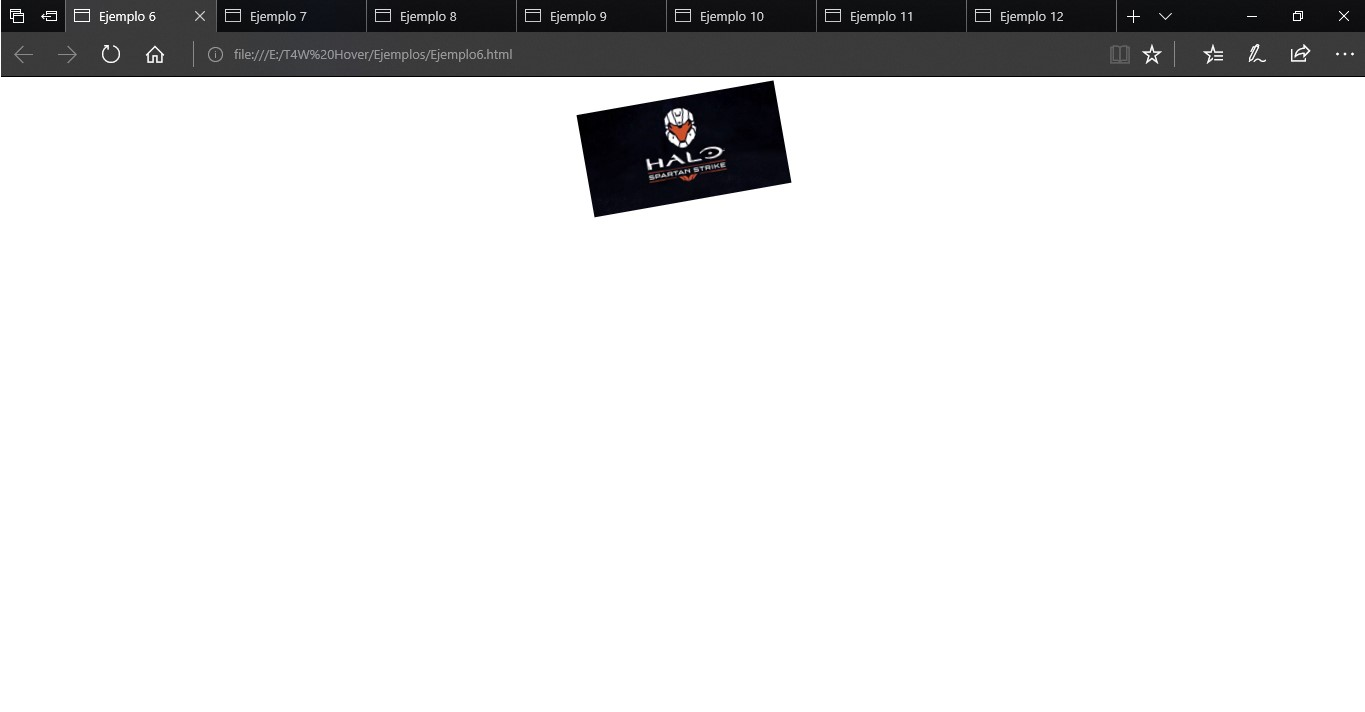 Ejemplo 6
Ejemplo 7
Ejemplo 8
Ejemplo 9
Ejemplo 10
Ejemplo 11
Ejemplo 12
file:///E:/T4W%20Hover/Ejemplos/Ejemplo6.html
HALO
SPARTAN STRIKE